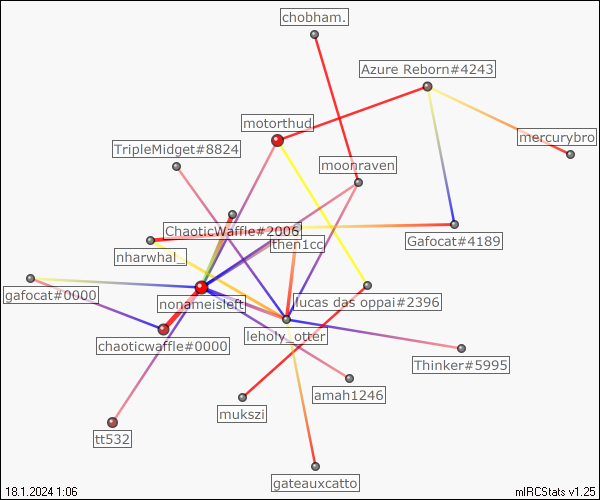 chobham.
Azure Reborn#4243
motorthud
mercurybro
TripleMidget#8824
moonraven
ChaoticWaffle#2006
then1cc
Gafocat#4189
nharwhal_
gafocat#0000
nonameisleft
lucas das oppai#2396
leholy_otter
chaoticwaffle#0000
Thinker#5995
amah1246
mukszi
tt532
gateauxcatto
18.1.2024 1:06
mIRCStats v1.25